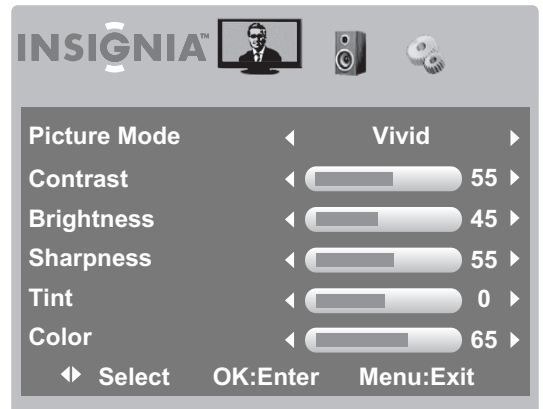 INSIGNIA™
Picture Mode Vivid
Contrast 55
Brightness 45
Sharpness 55
Tint 0
Color 65
Select OK:Enter Menu:Exit